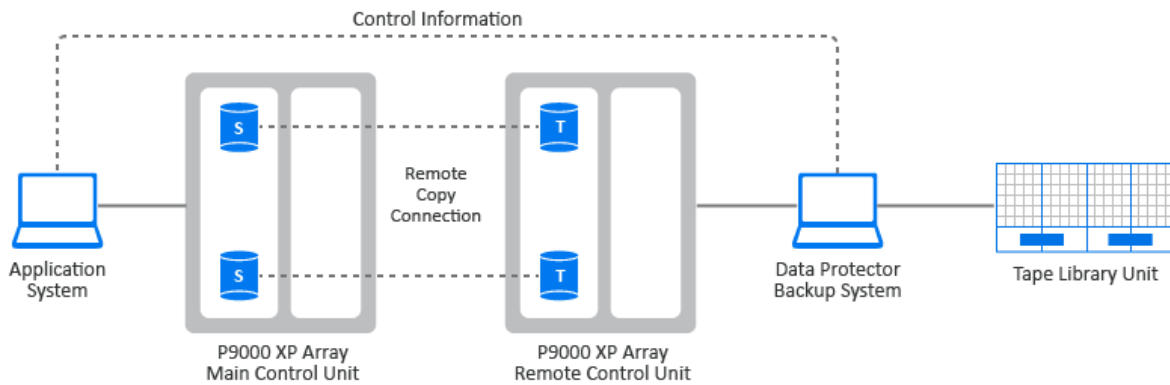 Control Information
S
T
Remote
Copy
Connection
S
T
Application
System
Data Protector
Backup System
Tape Library Unit
P9000 XP Array
Main Control Unit
P9000 XP Array
Remote Control Unit